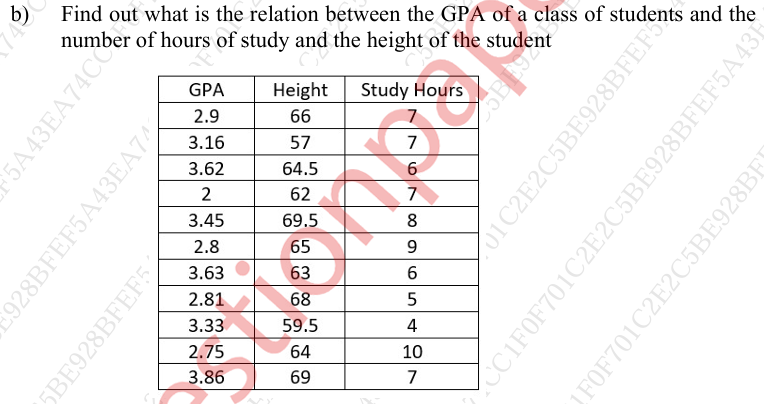 b) Find out what is the relation between the GPA of a class of students and the
number of hours of study and the height of the student
GPA Height Study Hours
2.9 66 7
3.16 57 7
3.62 64.5 6
2 62 7
3.45 69.5 8
2.8 65 9
3.63 63 6
2.81 68 5
3.33 59.5 4
2.75 64 10
3.86 69 7